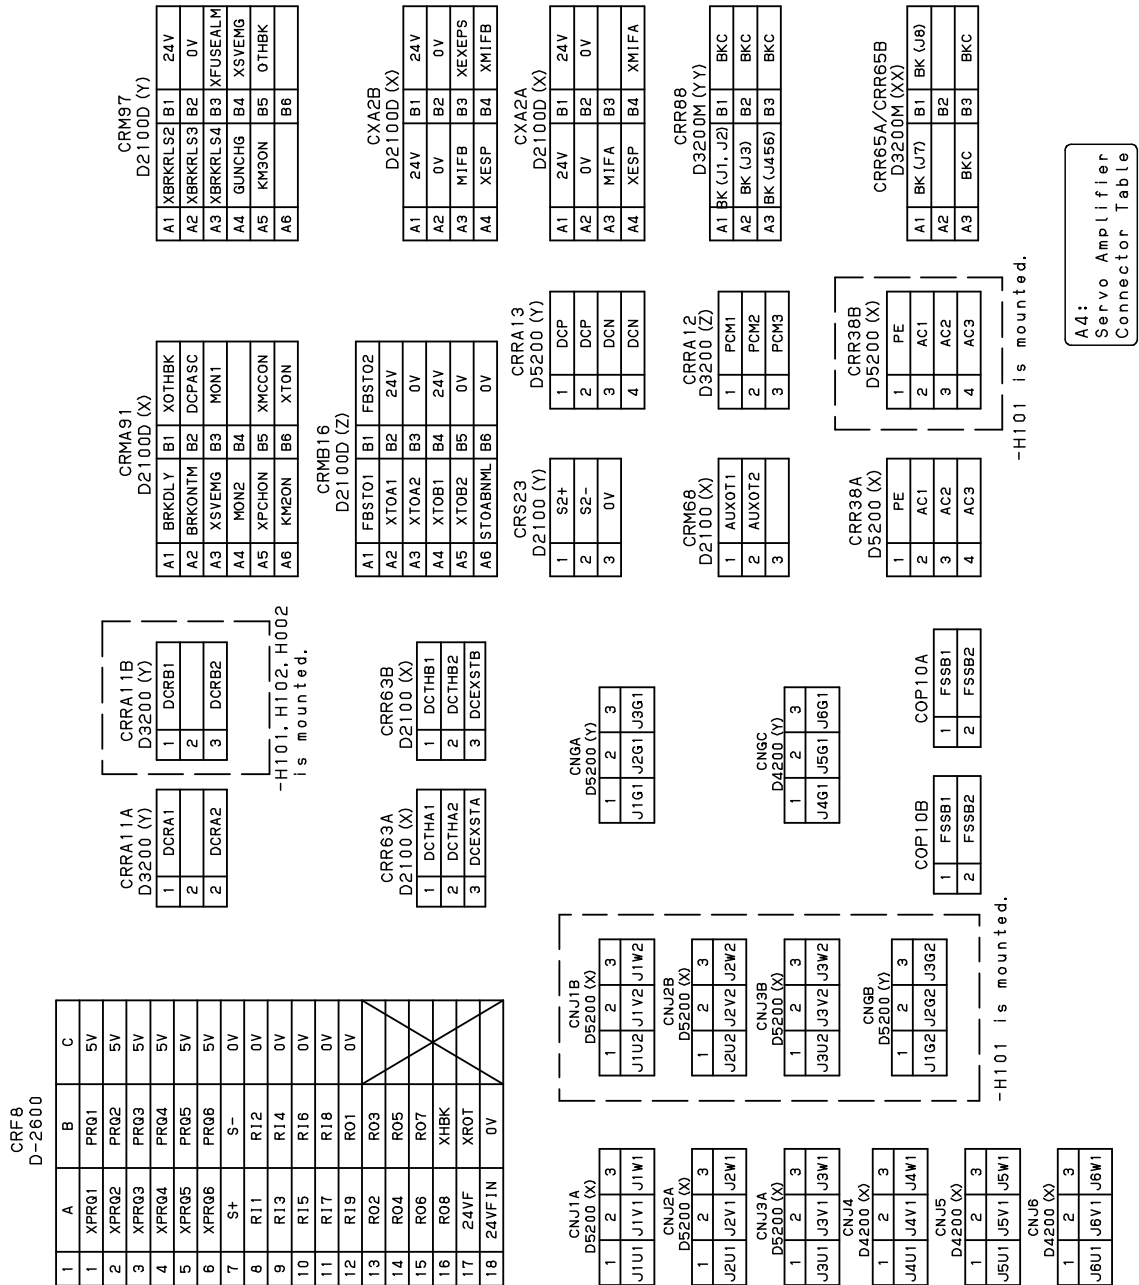 CRF8
D-2600
1 A B C
1 XPRQ1 PRQ1 5V
2 XPRQ2 PRQ2 5V
3 XPRQ3 PRQ3 5V
4 XPRQ4 PRQ4 5V
5 XPRQ5 PRQ5 5V
6 XPRQ6 PRQ6 5V
7 S+ S- 0V
8 RI1 RI2 0V
9 RI3 RI4 0V
10 RI5 RI6 0V
11 RI7 RI8 0V
12 RI9 RO1 0V
13 RO2 RO3
14 RO4 RO5
15 RO6 RO7
16 RO8 XHBK
17 24VF XROT
18 24VFIN 0V
CRRA11A
D3200 (Y)
1 DCRA1
2
2 DCRA2
CRRA11B
D3200 (Y)
1 DCRB1
2
3 DCRB2
-H101, H102, H002
is mounted.
CRMA91
D2100D (X)
A1 BRKDLY B1 XOTHBK
A2 BRKONTM B2 DCPASC
A3 XSVEMG B3 MON1
A4 MON2 B4
A5 XPCHON B5 XMCCON
A6 KM2ON B6 XTON
CRM97
D2100D (Y)
A1 XBRKRLS2 B1 24V
A2 XBRKRLS3 B2 0V
A3 XBRKRLS4 B3 XFUSEALM
A4 GUNCHG B4 XSVEMG
A5 KM3ON B5 OTHBK
A6 B6
CRR63A
D2100 (X)
1 DCTHA1
2 DCTHA2
3 DCEXSTA
CRR63B
D2100 (X)
1 DCTHB1
2 DCTHB2
3 DCEXSTB
CRMB16
D2100D (Z)
A1 FBSTO1 B1 FBSTO2
A2 XTOA1 B2 24V
A3 XTOA2 B3 0V
A4 XTOB1 B4 24V
A5 XTOB2 B5 0V
A6 STOABNML B6 0V
CXA2B
D2100D (X)
A1 24V B1 24V
A2 0V B2 0V
A3 MIFB B3 XEXEPS
A4 XESP B4 XMIFB
CNJ1A
D5200 (X)
1 2 3
J1U1 J1V1 J1W1
CNJ2A
D5200 (X)
1 2 3
J2U1 J2V1 J2W1
CNJ3A
D5200 (X)
1 2 3
J3U1 J3V1 J3W1
CNJ4
D4200 (X)
1 2 3
J4U1 J4V1 J4W1
CNJ5
D4200 (X)
1 2 3
J5U1 J5V1 J5W1
CNJ6
D4200 (X)
1 2 3
J6U1 J6V1 J6W1
CNJ1B
D5200 (X)
1 2 3
J1U2 J1V2 J1W2
CNJ2B
D5200 (X)
1 2 3
J2U2 J2V2 J2W2
CNJ3B
D5200 (X)
1 2 3
J3U2 J3V2 J3W2
CNGB
D5200 (Y)
1 2 3
J1G2 J2G2 J3G2
-H101 is mounted.
CNGA
D5200 (Y)
1 2 3
J1G1 J2G1 J3G1
CNGC
D4200 (Y)
1 2 3
J4G1 J5G1 J6G1
COP10B
1 FSSB1
2 FSSB2
COP10A
1 FSSB1
2 FSSB2
CRS23
D2100 (Y)
1 S2+
2 S2-
3 0V
CRRA13
D5200 (Y)
1 DCP
2 DCP
3 DCN
4 DCN
CXA2A
D2100D (X)
A1 24V B1 24V
A2 0V B2 0V
A3 MIFA B3
A4 XESP B4 XMIFA
CRM68
D2100 (X)
1 AUXOT1
2 AUXOT2
3
CRRA12
D3200 (Z)
1 PCM1
2 PCM2
3 PCM3
CRR88
D3200M (YY)
A1 BK (J1, J2) B1 BKC
A2 BK (J3) B2 BKC
A3 BK (J456) B3 BKC
CRR38A
D5200 (X)
1 PE
2 AC1
3 AC2
4 AC3
CRR38B
D5200 (X)
1 PE
2 AC1
3 AC2
4 AC3
-H101 is mounted.
CRR65A/CRR65B
D3200M (XX)
A1 BK (J7) B1 BK (J8)
A2 B2
A3 BKC B3 BKC
A4:
Servo Amplifier
Connector Table